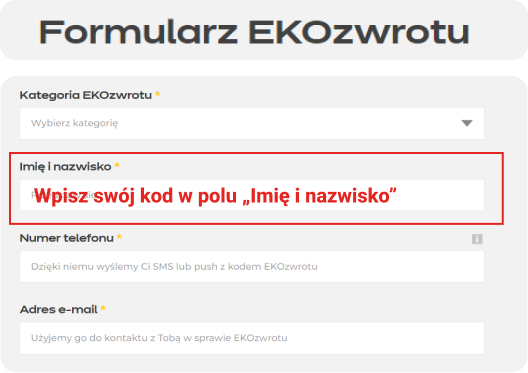 Formularz EKOzwrotu
Kategoria EKOzwrotu *
Wybierz kategorię
Imię i nazwisko *
Wpisz swój kod w polu „Imię i nazwisko”
Numer telefonu *
i
Dzięki niemu wyślemy Ci SMS lub push z kodem EKOzwrotu
Adres e-mail *
Użyjemy go do kontaktu z Tobą w sprawie EKOzwrotu